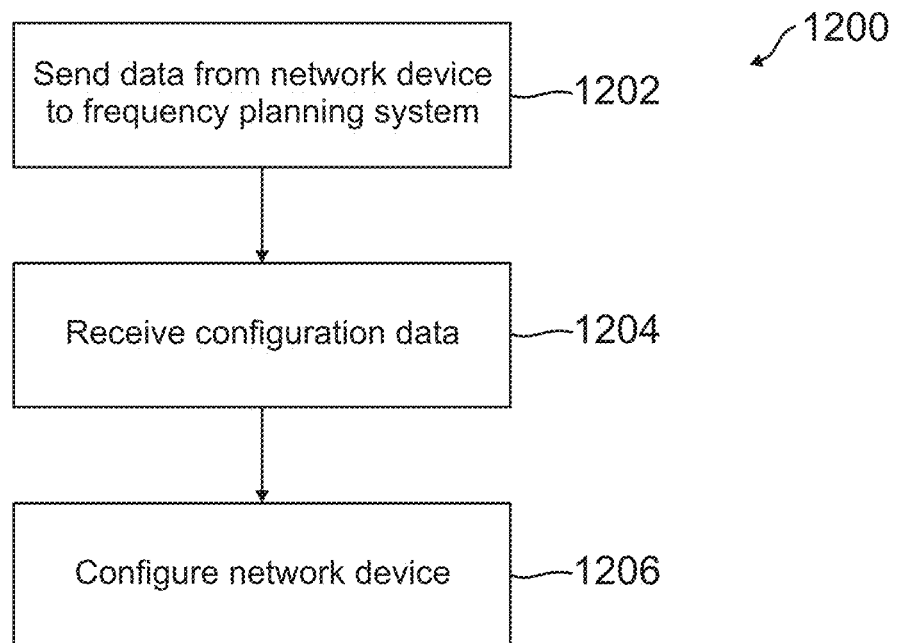 1200
Send data from network device
to frequency planning system
1202
Receive configuration data
1204
Configure network device
1206